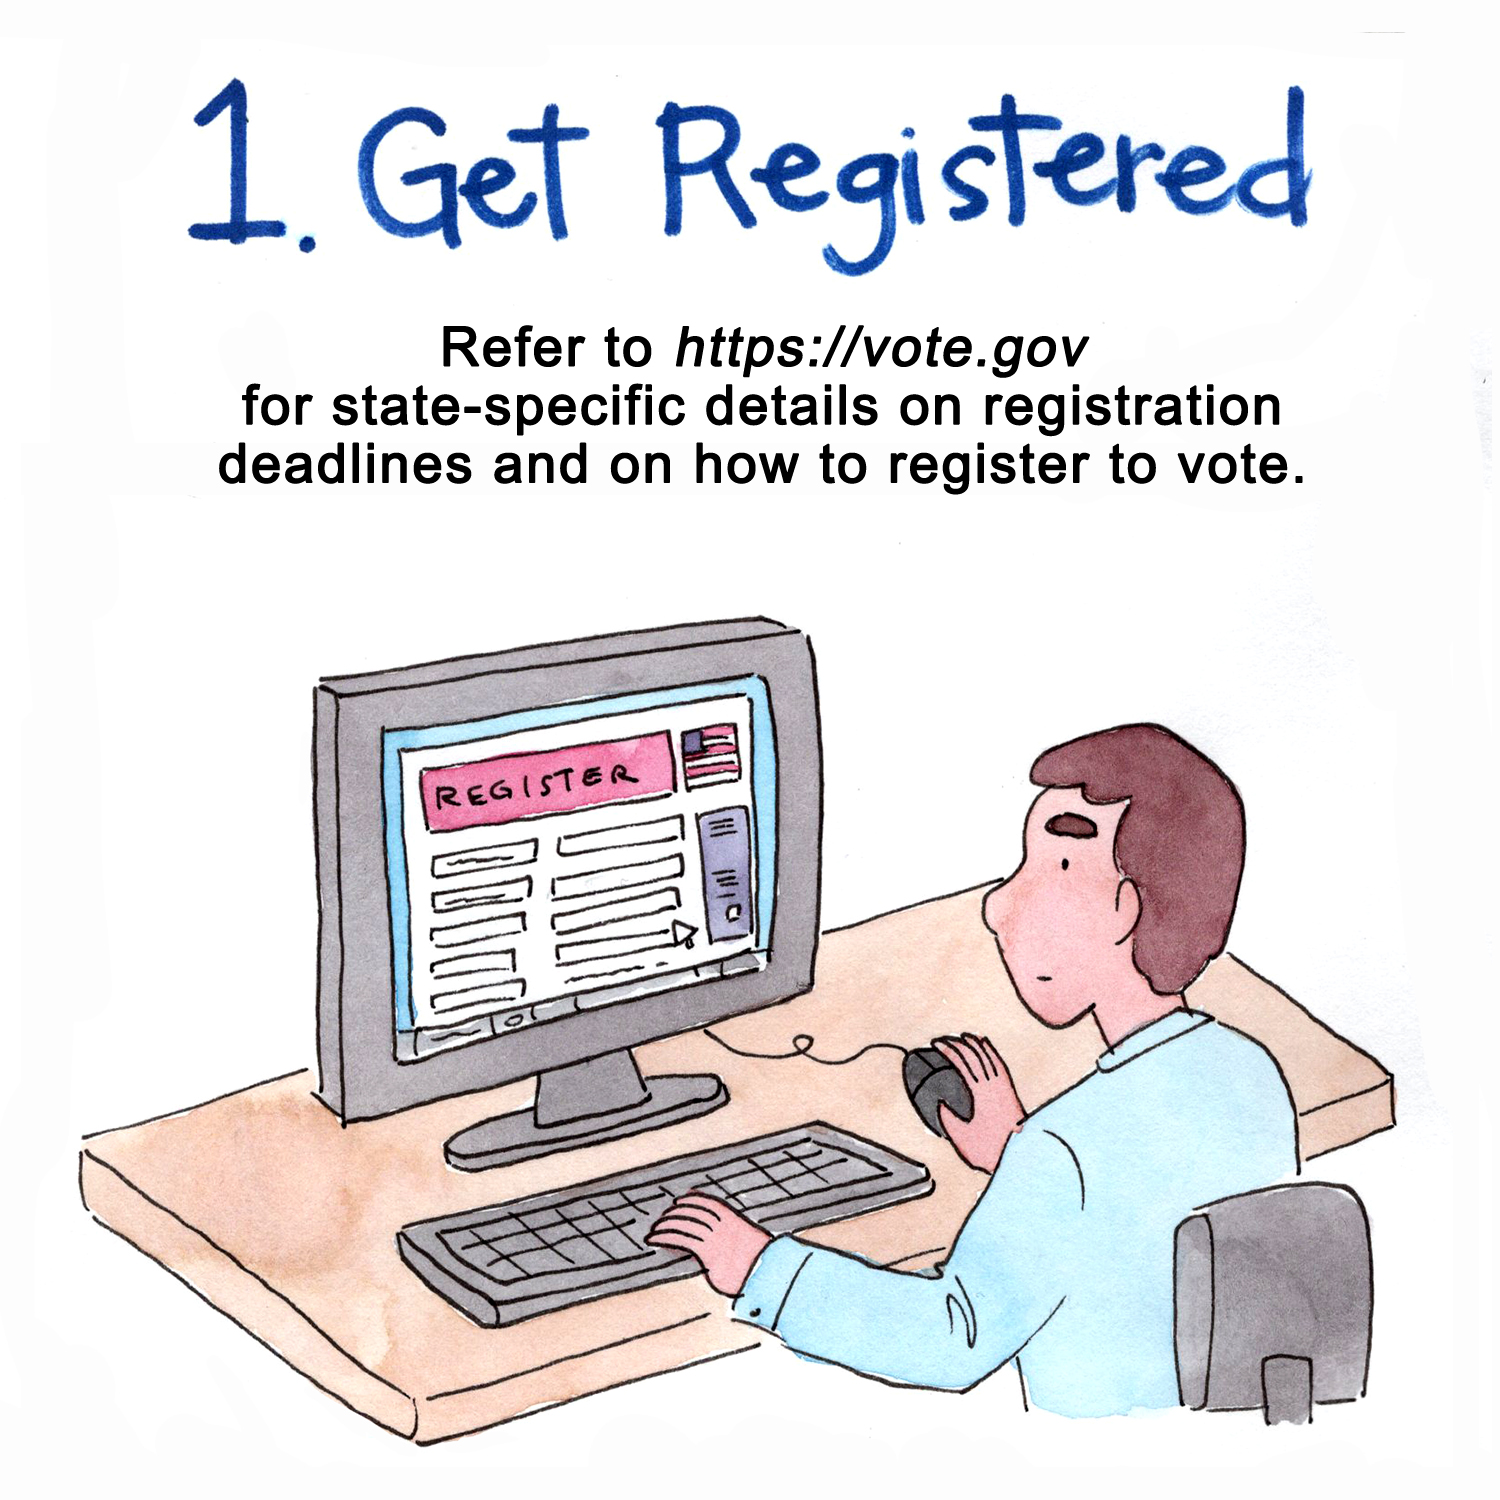 1. Get Registered
Refer to https://vote.gov
for state-specific details on registration
deadlines and on how to register to vote.
REGISTER